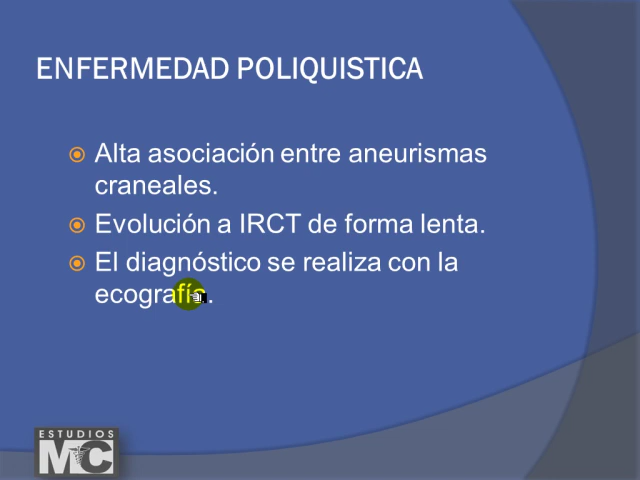 ENFERMEDAD POLIQUISTICA
Alta asociación entre aneurismas
craneales.
Evolución a IRCT de forma lenta.
El diagnóstico se realiza con la
ecografía.
ESTUDIOS
MC